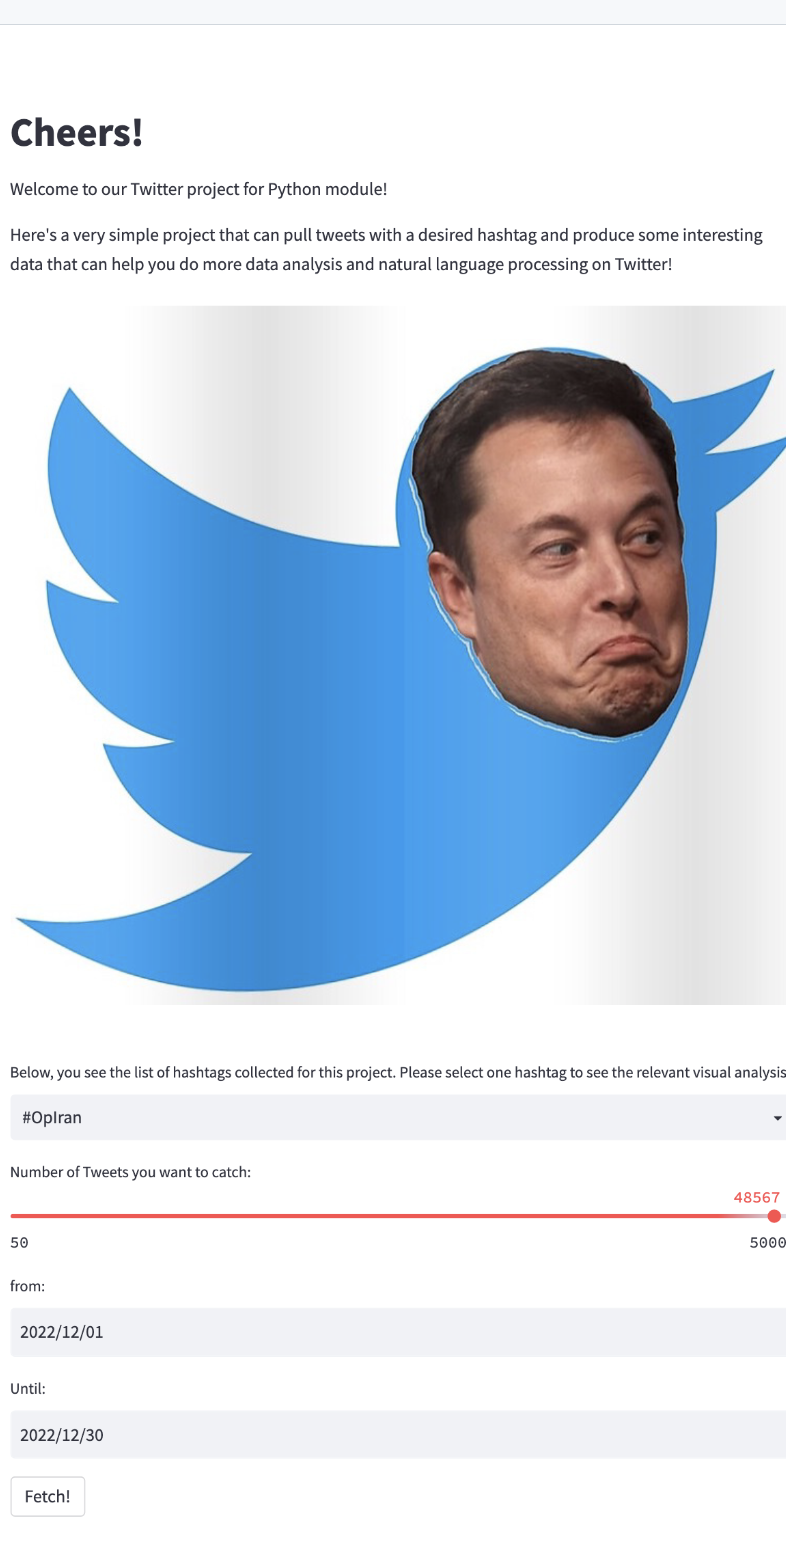 Cheers!
Welcome to our Twitter project for Python module!
Here's a very simple project that can pull tweets with a desired hashtag and produce some interesting
data that can help you do more data analysis and natural language processing on Twitter!
Below, you see the list of hashtags collected for this project. Please select one hashtag to see the relevant visual analysis
#OpIran
Number of Tweets you want to catch:
48567
50 5000
from:
2022/12/01
Until:
2022/12/30
Fetch!